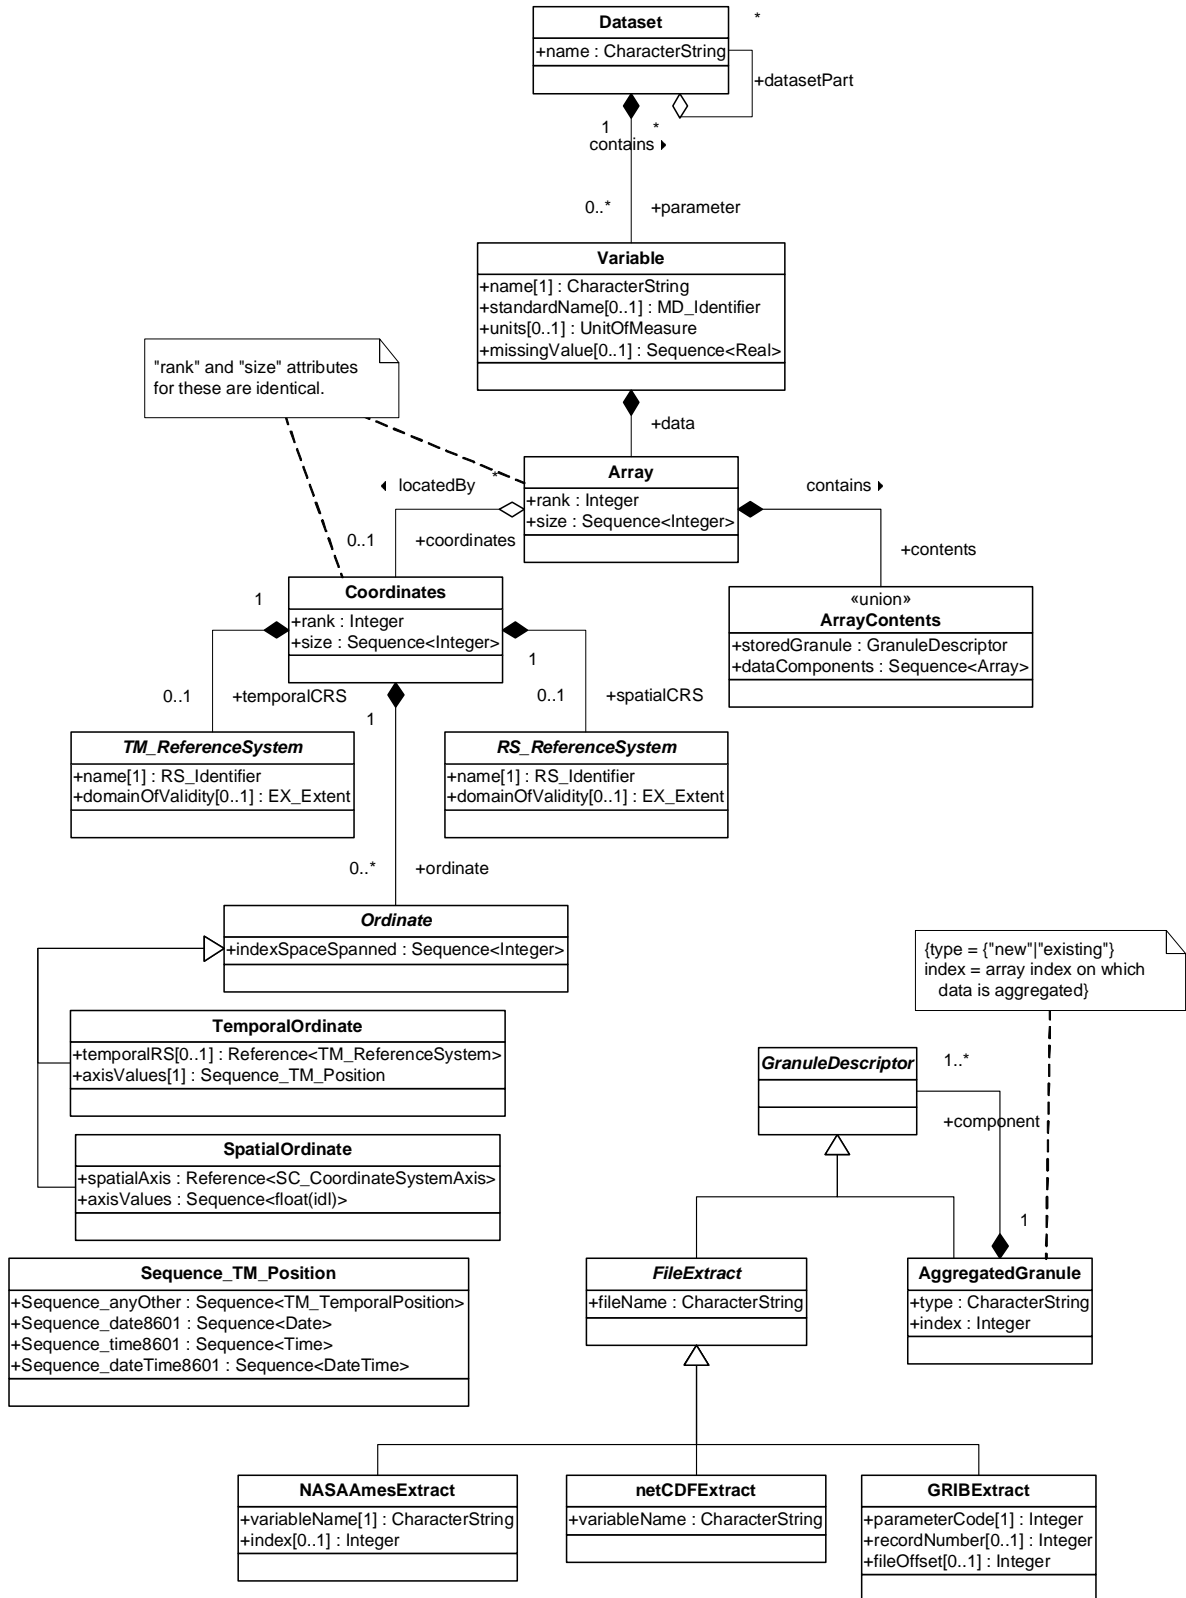 Dataset
*
+name : CharacterString
+datasetPart
1
*
contains
0..*
+parameter
Variable
+name[1] : CharacterString
+standardName[0..1] : MD_Identifier
+units[0..1] : UnitOfMeasure
+missingValue[0..1] : Sequence<Real>
"rank" and "size" attributes
for these are identical.
+data
Array
+rank : Integer
+size : Sequence<Integer>
*
locatedBy
contains
0..1
+coordinates
+contents
Coordinates
+rank : Integer
+size : Sequence<Integer>
«union»
ArrayContents
+storedGranule : GranuleDescriptor
+dataComponents : Sequence<Array>
1
1
0..1
+temporalCRS
1
0..1
+spatialCRS
TM_ReferenceSystem
+name[1] : RS_Identifier
+domainOfValidity[0..1] : EX_Extent
RS_ReferenceSystem
+name[1] : RS_Identifier
+domainOfValidity[0..1] : EX_Extent
0..*
+ordinate
Ordinate
+indexSpaceSpanned : Sequence<Integer>
{type = {"new"|"existing"}
index = array index on which
data is aggregated}
TemporalOrdinate
+temporalRS[0..1] : Reference<TM_ReferenceSystem>
+axisValues[1] : Sequence_TM_Position
GranuleDescriptor
1..*
+component
SpatialOrdinate
+spatialAxis : Reference<SC_CoordinateSystemAxis>
+axisValues : Sequence<float(idl)>
1
Sequence_TM_Position
+Sequence_anyOther : Sequence<TM_TemporalPosition>
+Sequence_date8601 : Sequence<Date>
+Sequence_time8601 : Sequence<Time>
+Sequence_dateTime8601 : Sequence<DateTime>
FileExtract
+fileName : CharacterString
AggregatedGranule
+type : CharacterString
+index : Integer
NASAAmesExtract
+variableName[1] : CharacterString
+index[0..1] : Integer
netCDFExtract
+variableName : CharacterString
GRIBExtract
+parameterCode[1] : Integer
+recordNumber[0..1] : Integer
+fileOffset[0..1] : Integer